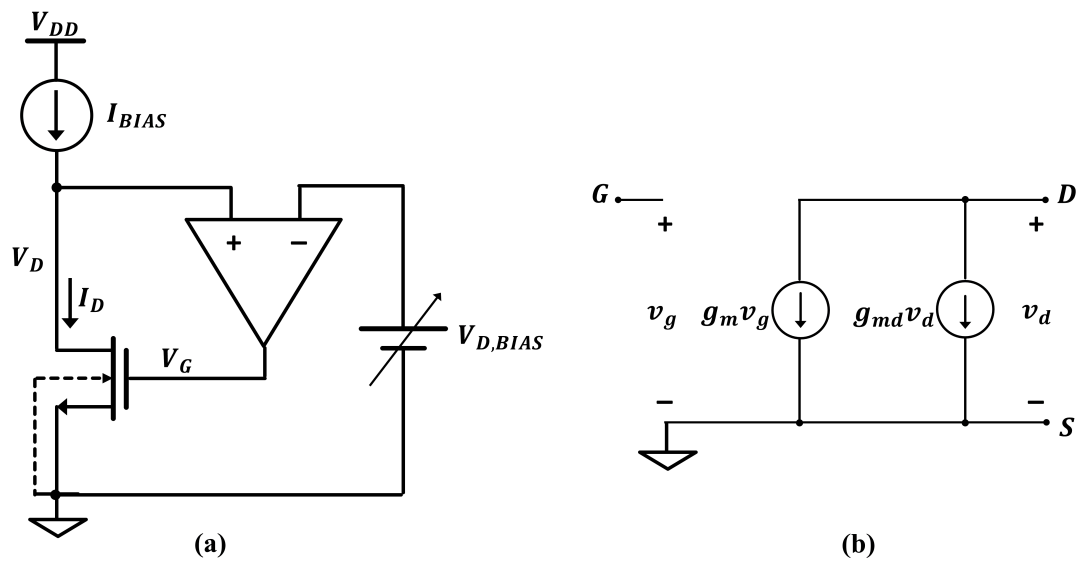 V_DD
I_BIAS
+ −
V_D
I_D
V_G
V_D,BIAS
(a)
G D
+ +
v_g g_m v_g g_md v_d v_d
− −
S
(b)